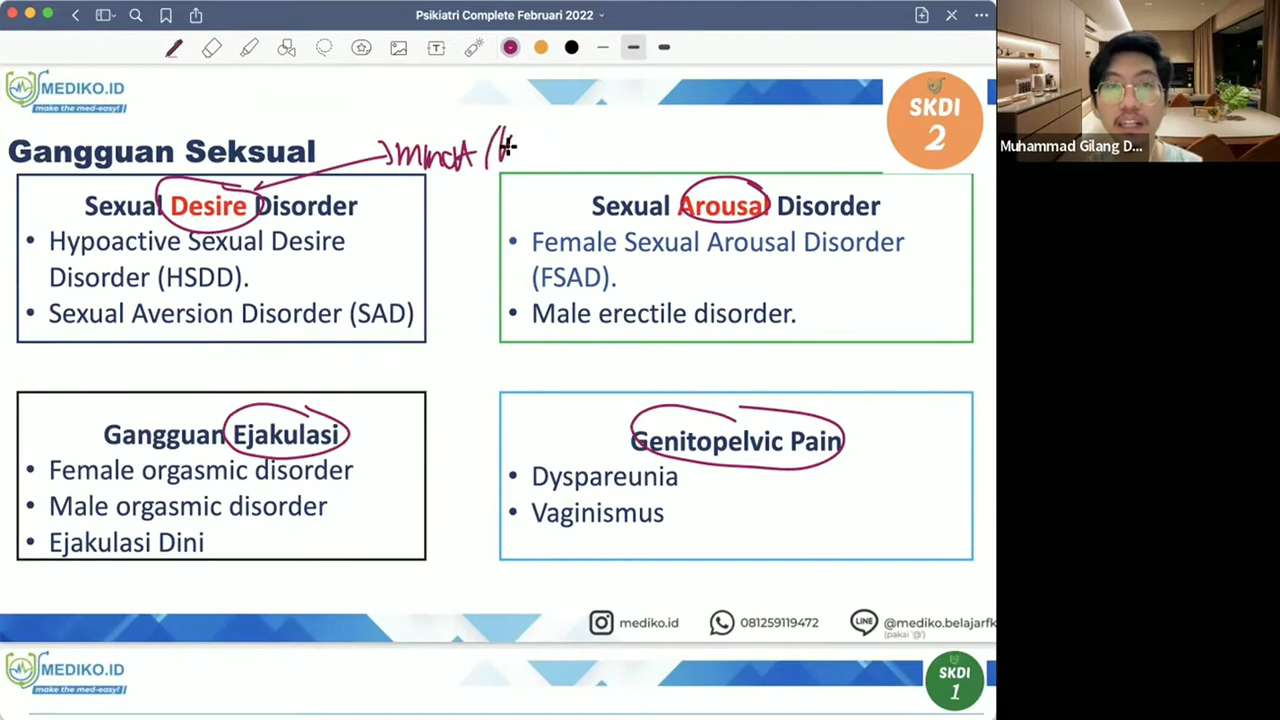 Psikiatri Complete Februari 2022
MEDIKO.ID
make the med-easy!
SKDI
2
Gangguan Seksual
minat /
Sexual Desire Disorder
• Hypoactive Sexual Desire
Disorder (HSDD).
• Sexual Aversion Disorder (SAD)
Sexual Arousal Disorder
• Female Sexual Arousal Disorder
(FSAD).
• Male erectile disorder.
Gangguan Ejakulasi
• Female orgasmic disorder
• Male orgasmic disorder
• Ejakulasi Dini
Genitopelvic Pain
• Dyspareunia
• Vaginismus
mediko.id
081259119472
LINE
@mediko.belajarfk
(pakai '@')
MEDIKO.ID
make the med-easy!
SKDI
1
Muhammad Gilang D...